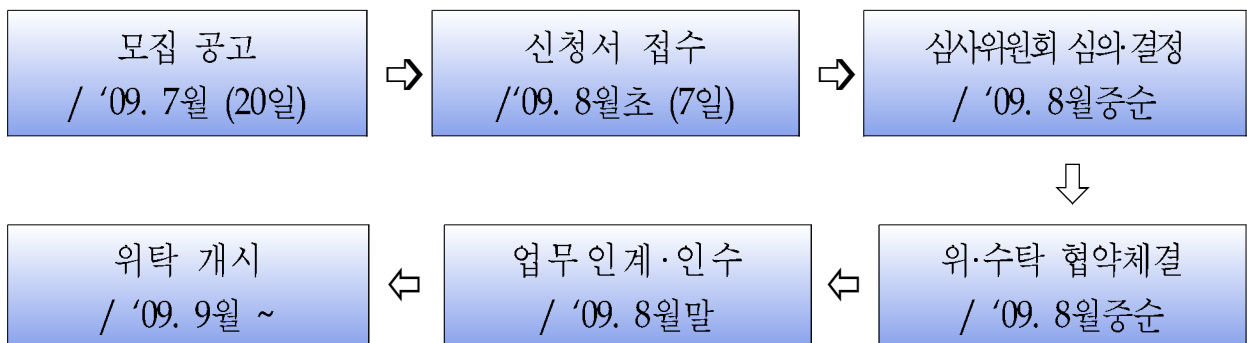 모집 공고
/ ‘09. 7월 (20일)
신청서 접수
/‘09. 8월초 (7일)
심사위원회 심의·결정
/ ‘09. 8월중순
위·수탁 협약체결
/ ‘09. 8월중순
업무인계·인수
/ ‘09. 8월말
위탁 개시
/ ‘09. 9월 ~